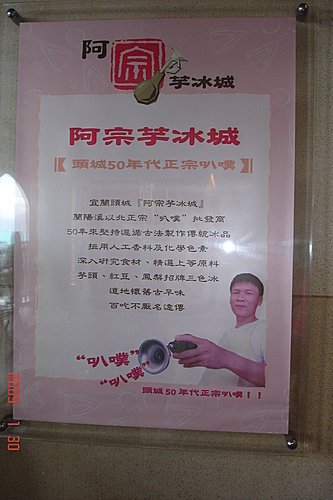 阿宗芋冰城
阿宗芋冰城
頭城50年代正宗叭噗
宜蘭頭城『阿宗芋冰城』
蘭陽溪以北正宗“叭噗”批發商
50年來堅持遵循古法製作傳統冰品
拒用人工香料及化學色素
深入研究食材、精選上等原料
芋頭、紅豆、鳳梨招牌三色冰
道地懷舊古早味
百吃不厭名遠傳
“叭噗”
“叭噗”
頭城50年代正宗叭噗！！